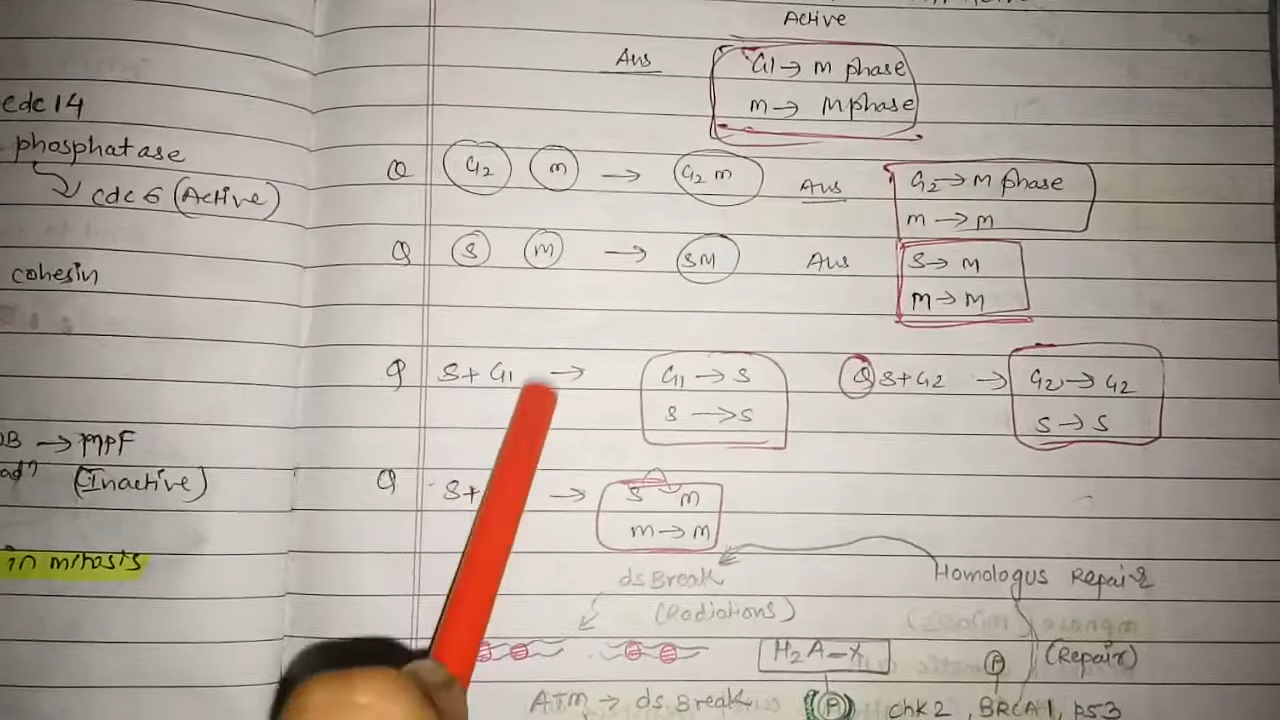 Active
Ans G1 → M phase
M → M phase
cdc14
phosphatase
↳ cdc 6 (Active)
Q G2 M → G2 M Ans G2 → M phase
M → M
Q S M → SM Ans S → M
M → M
cohesin
Q S + G1 → G1 → S
S → S
Q S + G2 → G2 → G2
S → S
→ MPF
(Inactive)
Q S + → S M
M → M
in mitosis
ds Break
(Radiations)
Homologus Repair
(Repair)
H2A-X
P
ATM → ds Break P chk2, BRCA1, P53